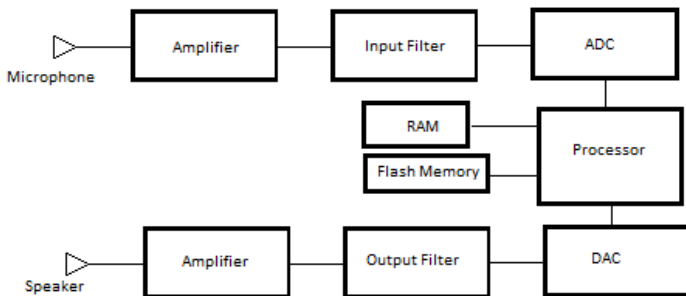 Amplifier
Input Filter
ADC
Microphone
RAM
Processor
Flash Memory
Amplifier
Output Filter
DAC
Speaker